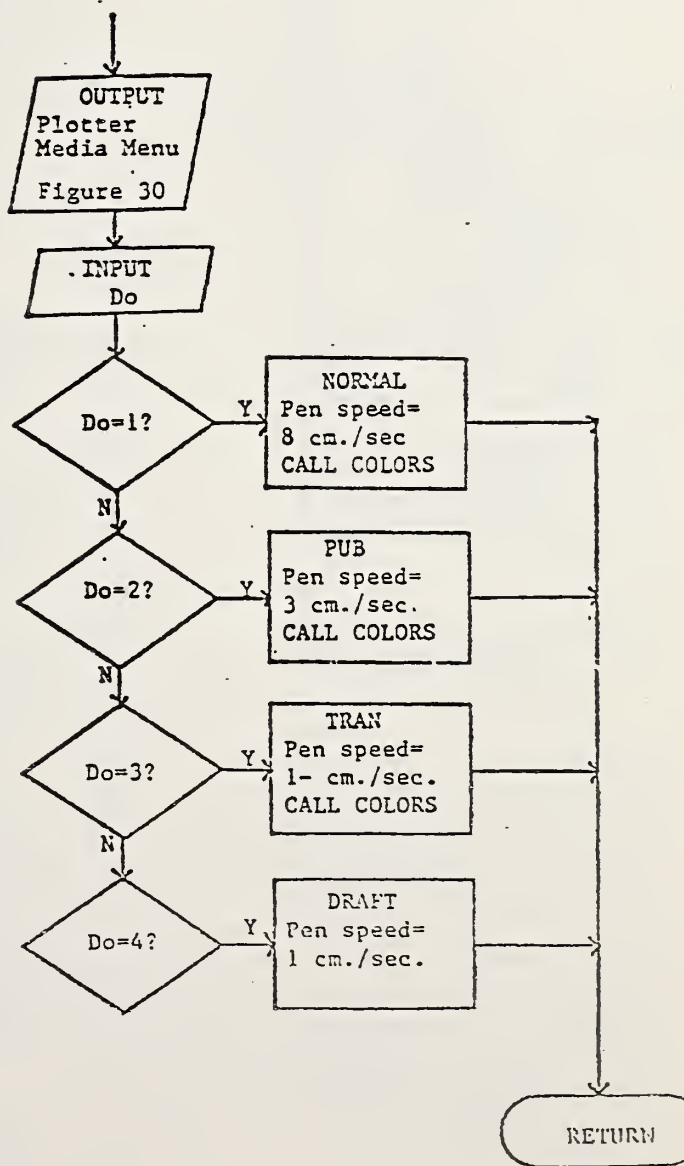 OUTPUT
Plotter
Media Menu
Figure 30
.INPUT
Do
Do=1?
Y
NORMAL
Pen speed=
8 cm./sec
CALL COLORS
N
Do=2?
Y
PUB
Pen speed=
3 cm./sec.
CALL COLORS
N
Do=3?
Y
TRAN
Pen speed=
1- cm./sec.
CALL COLORS
N
Do=4?
Y
DRAFT
Pen speed=
1 cm./sec.
RETURN